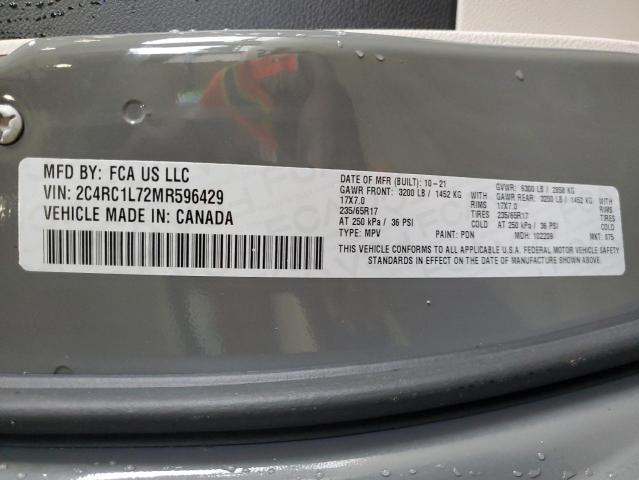 MFD BY: FCA US LLC
VIN: 2C4RC1L72MR596429
VEHICLE MADE IN: CANADA
DATE OF MFR (BUILT): 10-21 GVWR: 6300 LB / 2858 KG
GAWR FRONT: 3200 LB / 1452 KG GAWR REAR: 3200 LB / 1452 KG
17X7.0 WITH RIMS 17X7.0
235/65R17 TIRES 235/65R17 TIRES
AT 250 kPa / 36 PSI COLD AT 250 kPa / 36 PSI COLD
TYPE: MPV PAINT: PDN MDH: 102209 MKT: 075
THIS VEHICLE CONFORMS TO ALL APPLICABLE U.S.A. FEDERAL MOTOR VEHICLE SAFETY
STANDARDS IN EFFECT ON THE DATE OF MANUFACTURE SHOWN ABOVE.